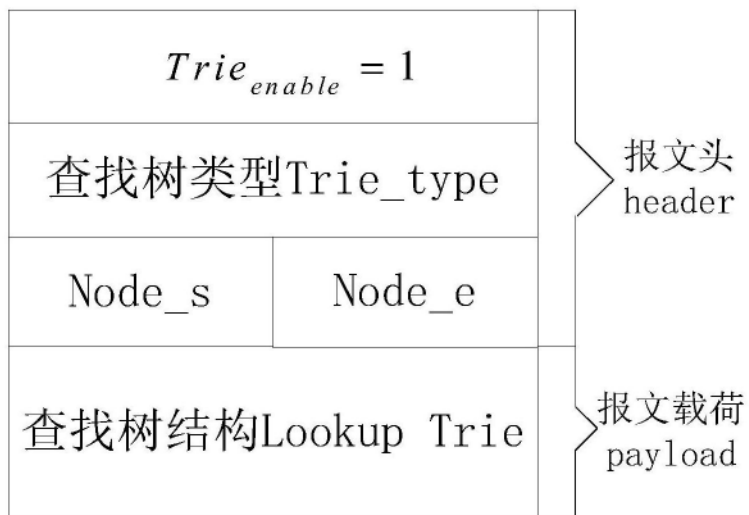 Trie_enable = 1
查找树类型Trie_type
报文头
header
Node_s Node_e
查找树结构Lookup Trie
报文载荷
payload